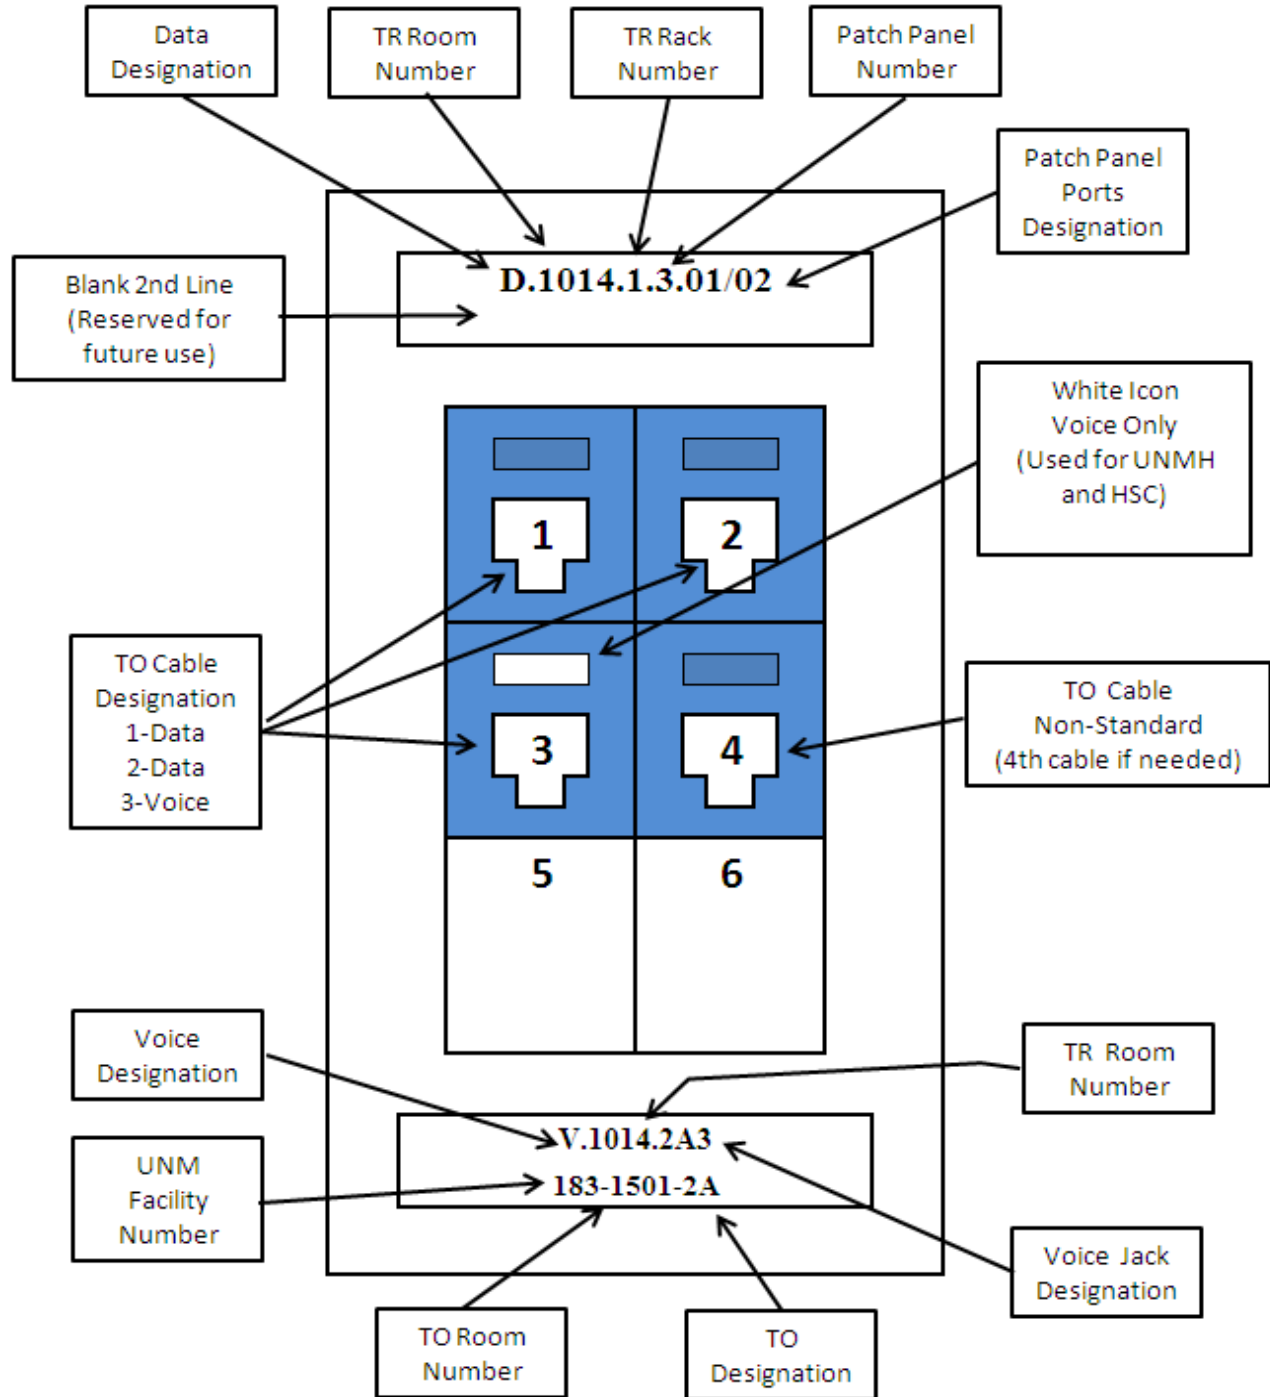 Data
Designation
TR Room
Number
TR Rack
Number
Patch Panel
Number
Patch Panel
Ports
Designation
D.1014.1.3.01/02
Blank 2nd Line
(Reserved for
future use)
White Icon
Voice Only
(Used for UNMH
and HSC)
1
2
TO Cable
Designation
1-Data
2-Data
3-Voice
3
4
TO Cable
Non-Standard
(4th cable if needed)
5
6
Voice
Designation
TR Room
Number
V.1014.2A3
183-1501-2A
UNM
Facility
Number
Voice Jack
Designation
TO Room
Number
TO
Designation